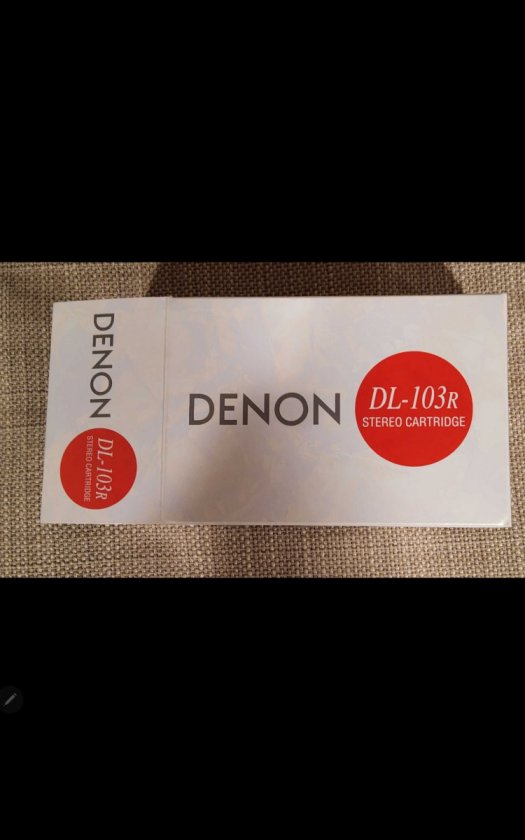 DENON
DL-103R
STEREO CARTRIDGE
DENON
DL-103R
STEREO CARTRIDGE